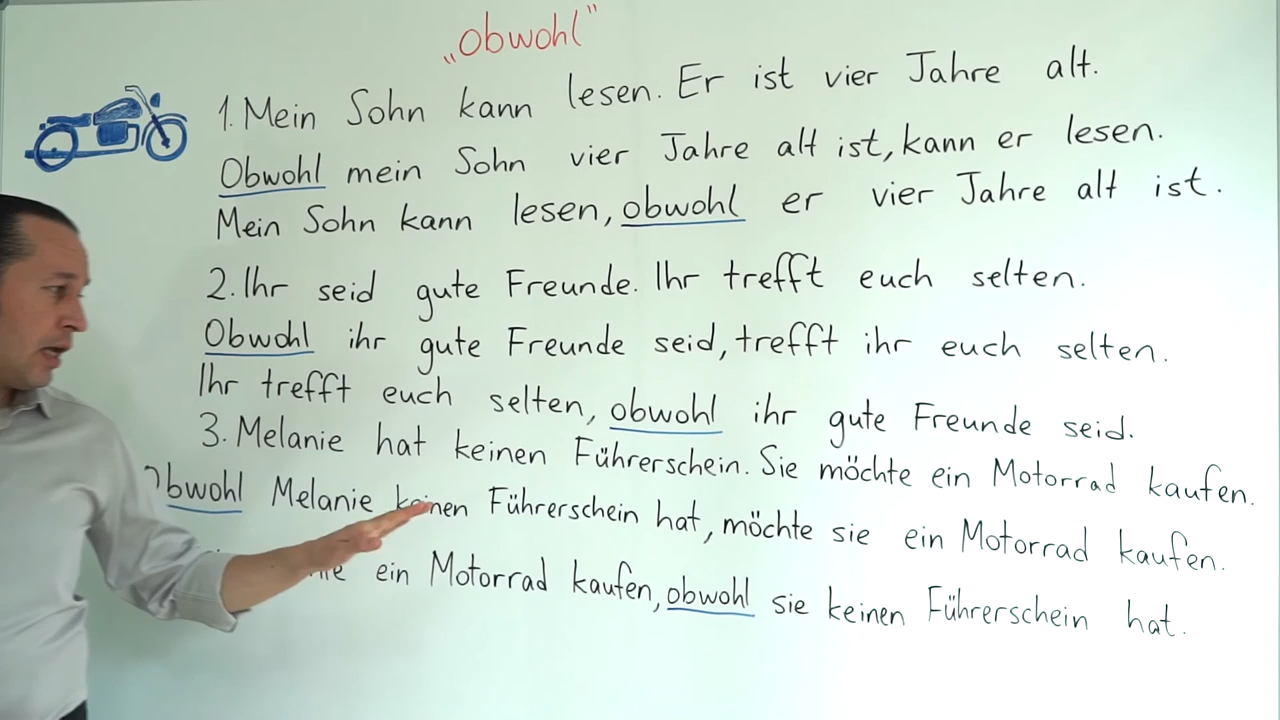 „obwohl"
1. Mein Sohn kann lesen. Er ist vier Jahre alt.
Obwohl mein Sohn vier Jahre alt ist, kann er lesen.
Mein Sohn kann lesen, obwohl er vier Jahre alt ist.
2. Ihr seid gute Freunde. Ihr trefft euch selten.
Obwohl ihr gute Freunde seid, trefft ihr euch selten.
Ihr trefft euch selten, obwohl ihr gute Freunde seid.
3. Melanie hat keinen Führerschein. Sie möchte ein Motorrad kaufen.
Obwohl Melanie keinen Führerschein hat, möchte sie ein Motorrad kaufen.
ein Motorrad kaufen, obwohl sie keinen Führerschein hat.